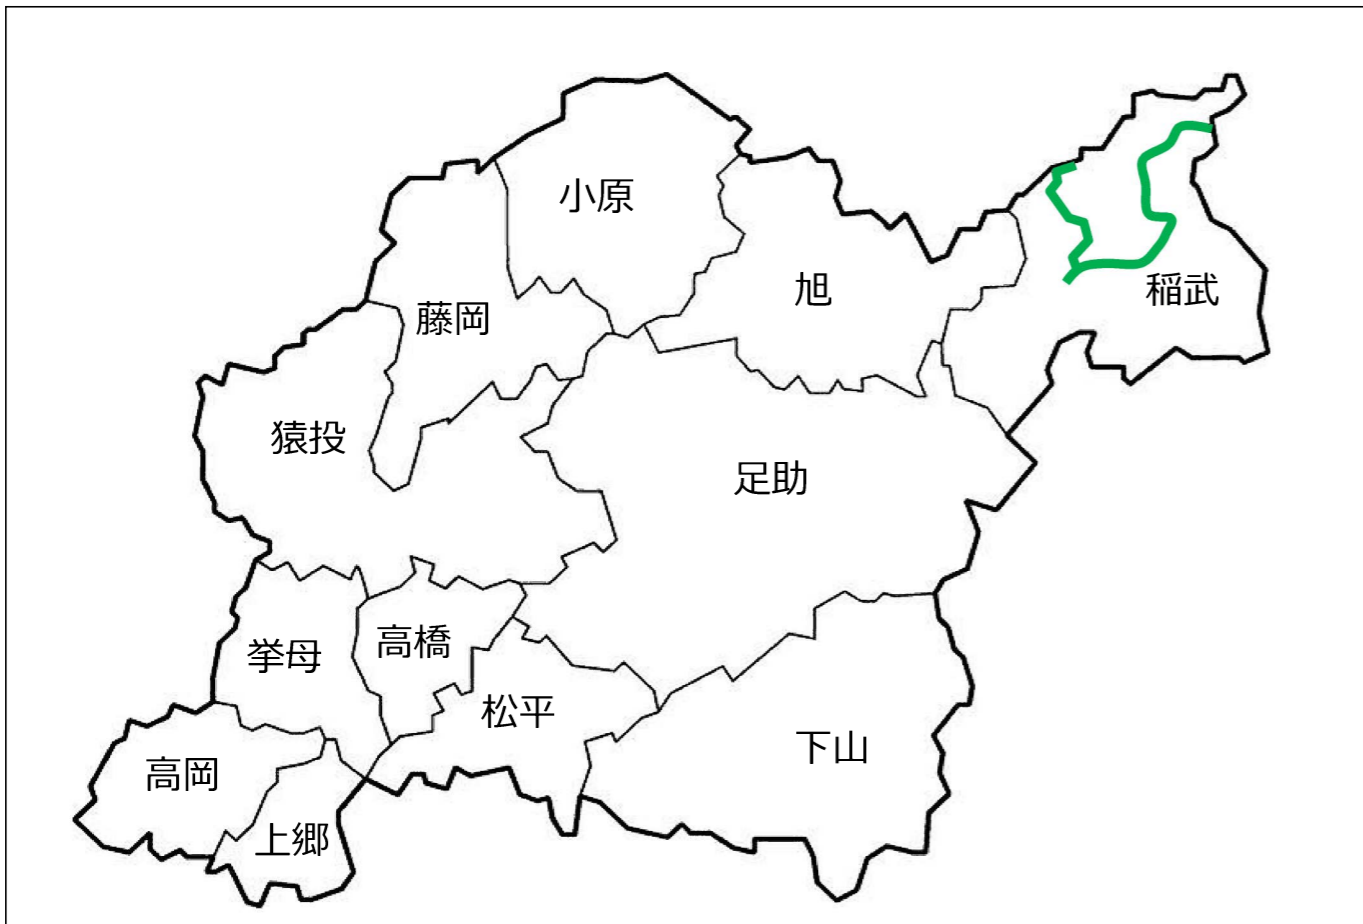 小原
旭
稲武
藤岡
猿投
足助
挙母
高橋
松平
下山
高岡
上郷